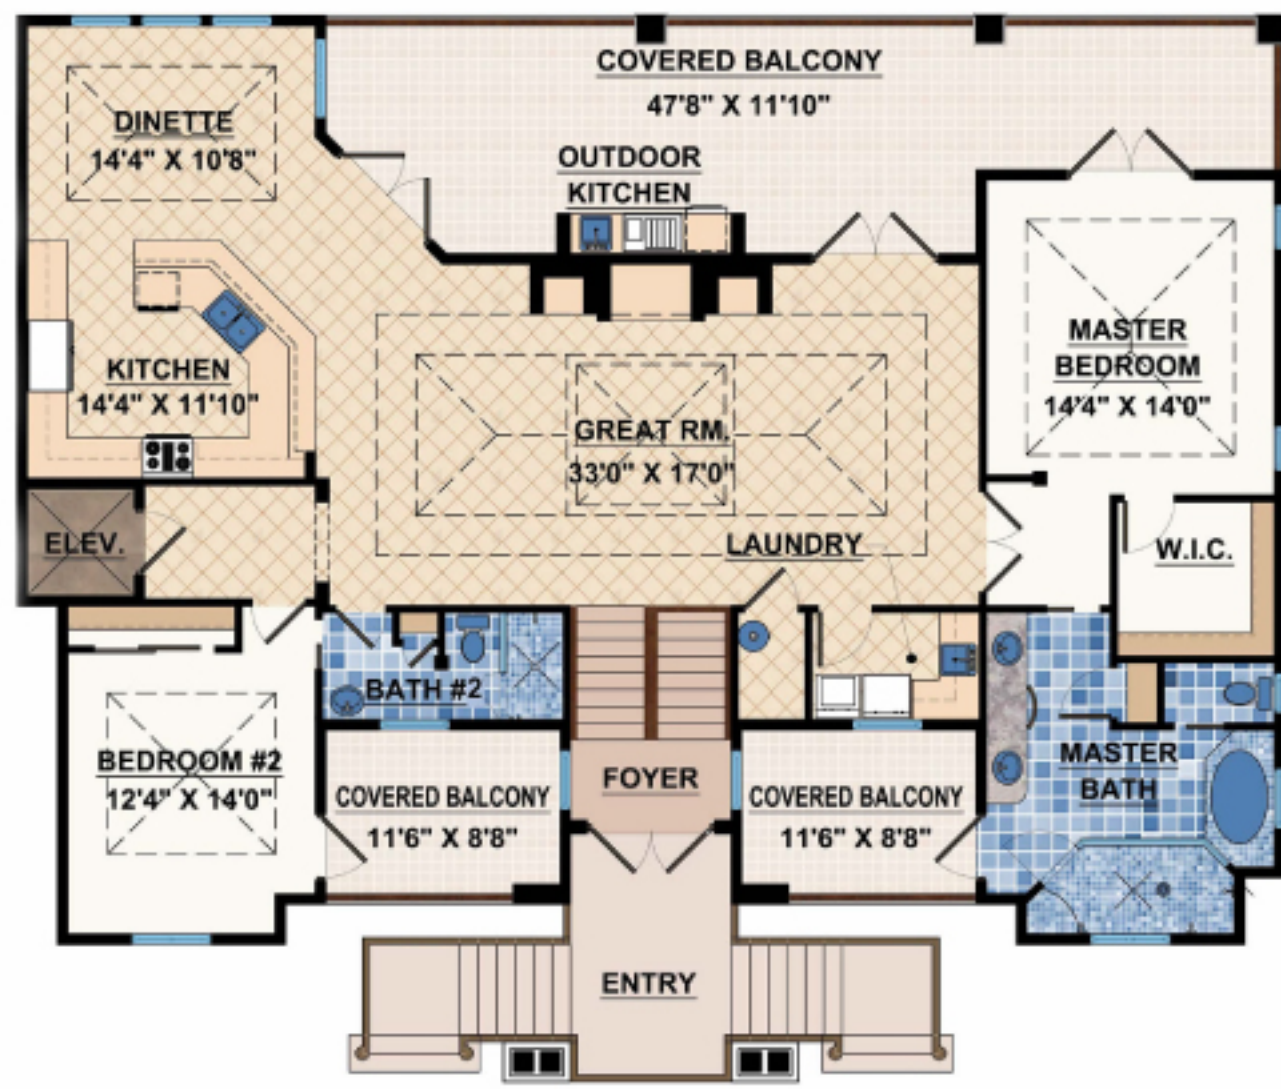 COVERED BALCONY
47'8" X 11'10"
DINETTE
14'4" X 10'8"
OUTDOOR
KITCHEN
MASTER
BEDROOM
14'4" X 14'0"
KITCHEN
14'4" X 11'10"
GREAT RM.
33'0" X 17'0"
ELEV.
LAUNDRY
W.I.C.
BATH #2
BEDROOM #2
12'4" X 14'0"
COVERED BALCONY
11'6" X 8'8"
FOYER
COVERED BALCONY
11'6" X 8'8"
MASTER
BATH
ENTRY